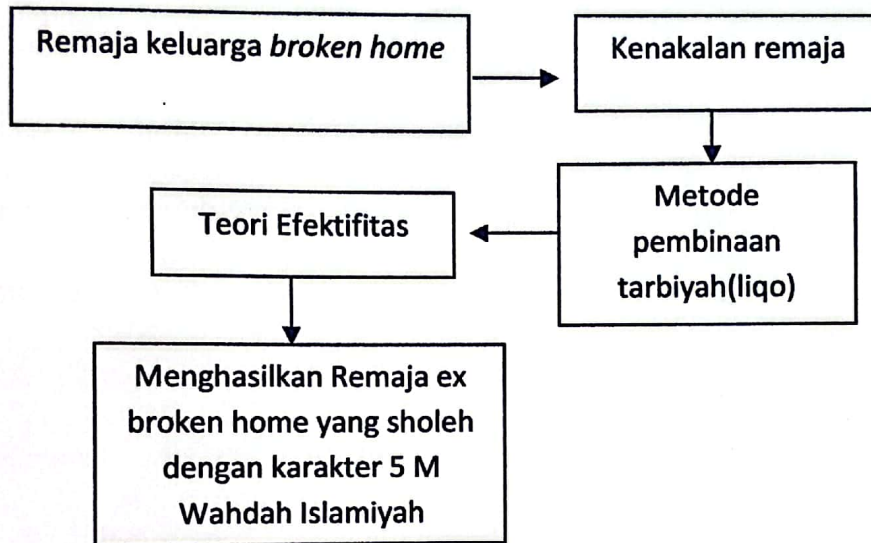 Remaja keluarga broken home
Kenakalan remaja
Metode
pembinaan
tarbiyah(liqo)
Teori Efektifitas
Menghasilkan Remaja ex
broken home yang sholeh
dengan karakter 5 M
Wahdah Islamiyah